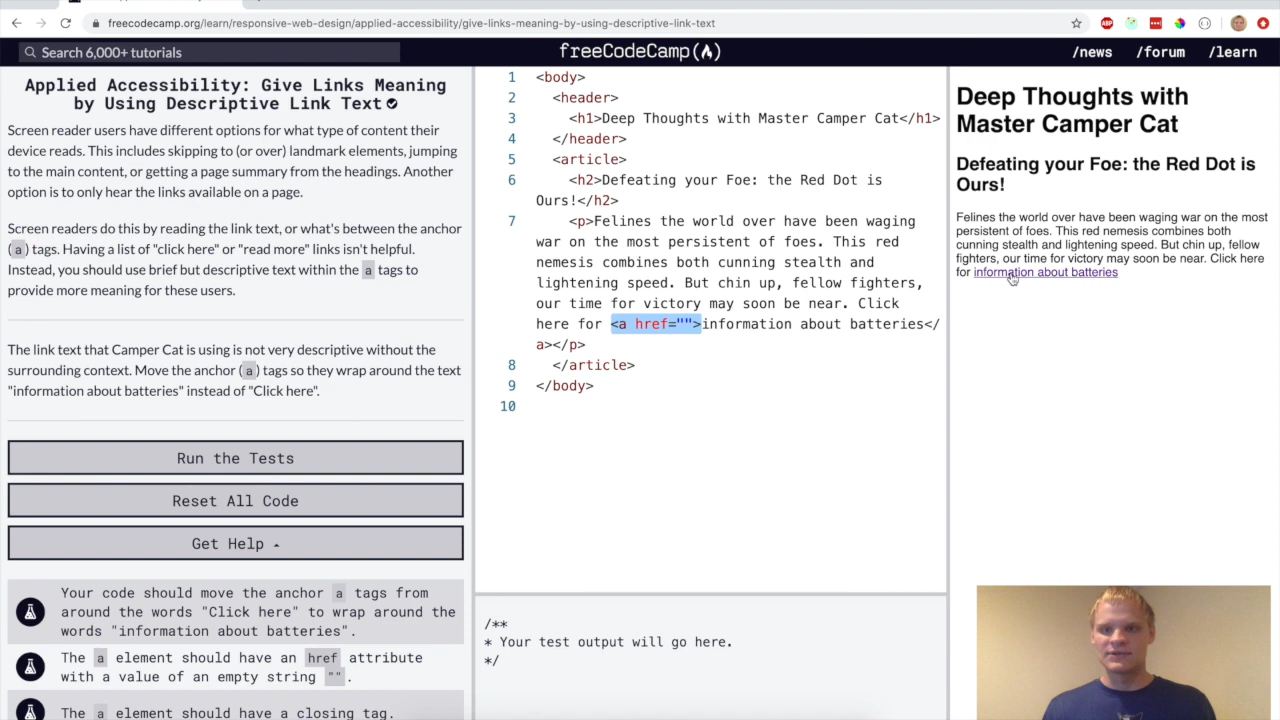 freecodecamp.org/learn/responsive-web-design/applied-accessibility/give-links-meaning-by-using-descriptive-link-text
ABP
Search 6,000+ tutorials
freeCodeCamp
/news
/forum
/learn
Applied Accessibility: Give Links Meaning
by Using Descriptive Link Text
Screen reader users have different options for what type of content their
device reads. This includes skipping to (or over) landmark elements, jumping
to the main content, or getting a page summary from the headings. Another
option is to only hear the links available on a page.
Screen readers do this by reading the link text, or what's between the anchor
(a) tags. Having a list of "click here" or "read more" links isn't helpful.
Instead, you should use brief but descriptive text within the a tags to
provide more meaning for these users.
The link text that Camper Cat is using is not very descriptive without the
surrounding context. Move the anchor (a) tags so they wrap around the text
"information about batteries" instead of "Click here".
Run the Tests
Reset All Code
Get Help
Your code should move the anchor a tags from
around the words "Click here" to wrap around the
words "information about batteries".
The a element should have an href attribute
with a value of an empty string "".
The a element should have a closing tag.
1 <body>
2 <header>
3 <h1>Deep Thoughts with Master Camper Cat</h1>
4 </header>
5 <article>
6 <h2>Defeating your Foe: the Red Dot is
Ours!</h2>
7 <p>Felines the world over have been waging
war on the most persistent of foes. This red
nemesis combines both cunning stealth and
lightening speed. But chin up, fellow fighters,
our time for victory may soon be near. Click
here for <a href="">information about batteries</
a></p>
8 </article>
9 </body>
10
/**
* Your test output will go here.
*/
Deep Thoughts with
Master Camper Cat
Defeating your Foe: the Red Dot is
Ours!
Felines the world over have been waging war on the most
persistent of foes. This red nemesis combines both
cunning stealth and lightening speed. But chin up, fellow
fighters, our time for victory may soon be near. Click here
for information about batteries